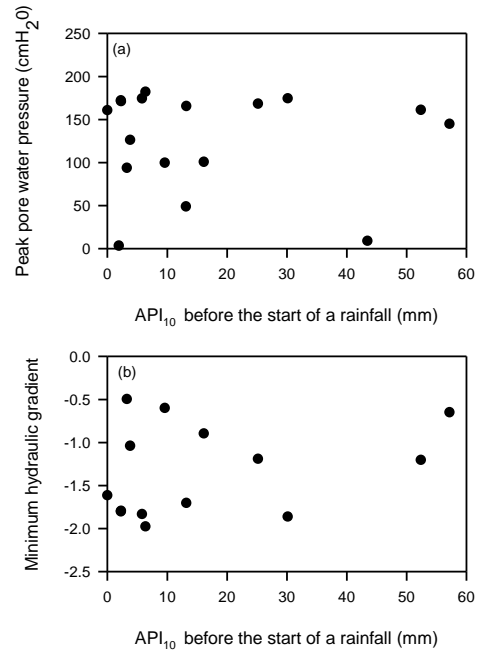 Peak pore water pressure (cmH20)
250
200
150
100
50
0
(a)
0 10 20 30 40 50 60
API10 before the start of a rainfall (mm)
Minimum hydraulic gradient
0.0
-0.5
-1.0
-1.5
-2.0
-2.5
(b)
0 10 20 30 40 50 60
API10 before the start of a rainfall (mm)